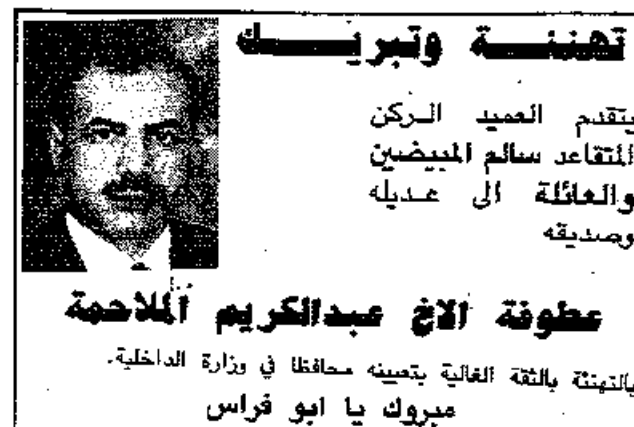 تهنئة وتبريك
يتقدم العميد الركن
المتقاعد سالم المبيضين
والعائلة الى عديله
وصديقه
عطوفة الاخ عبدالكريم الملاحمة
بالتهنئة بالثقة الغالية بتعيينه محافظا في وزارة الداخلية.
مبروك يا ابو فراس